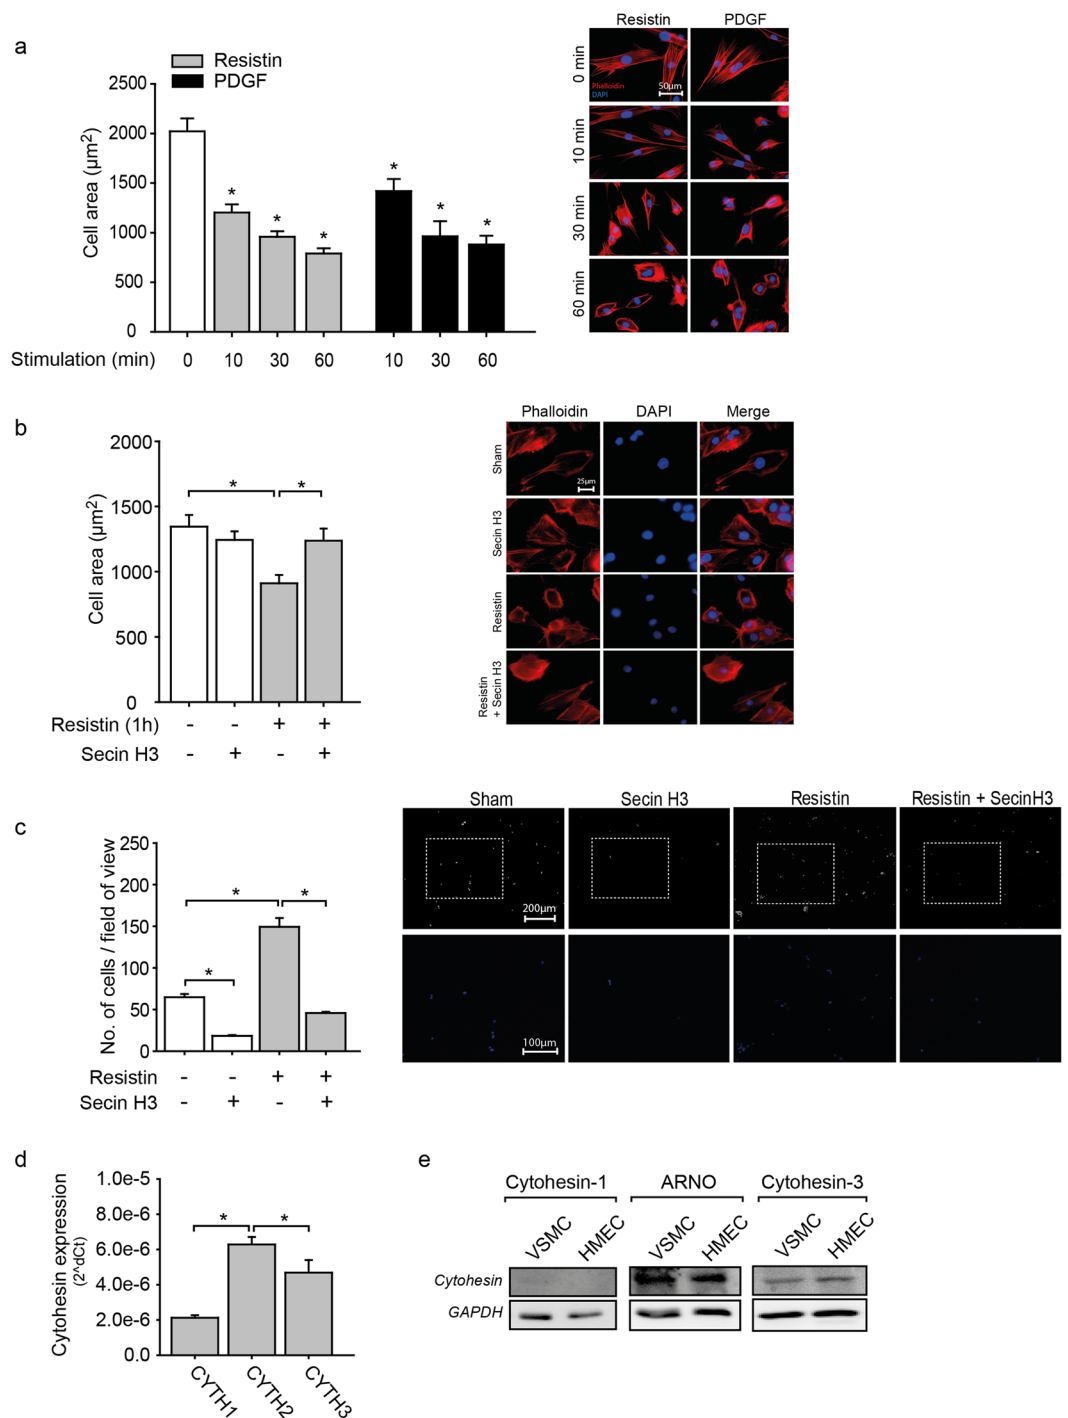 a
Resistin
PDGF
2500
2000
1500
1000
500
0
Cell area (µm²)
* * * * * *
Stimulation (min) 0 10 30 60 10 30 60
Resistin PDGF
0 min
10 min
30 min
60 min
Phalloidin
DAPI
50µm
b
2000
1500
1000
500
0
Cell area (µm²)
* *
Resistin (1h) - - + +
Secin H3 - + - +
Phalloidin DAPI Merge
Sham
Secin H3
Resistin
Resistin
+ Secin H3
25µm
c
250
200
150
100
50
0
No. of cells / field of view
* * *
Resistin - - + +
Secin H3 - + - +
Sham Secin H3 Resistin Resistin + SecinH3
200µm
100µm
d
1.0e-5
8.0e-6
6.0e-6
4.0e-6
2.0e-6
0.0
Cytohesin expression
(2^dCt)
* *
CYTH1 CYTH2 CYTH3
e
Cytohesin-1 ARNO Cytohesin-3
VSMC HMEC VSMC HMEC VSMC HMEC
Cytohesin
GAPDH